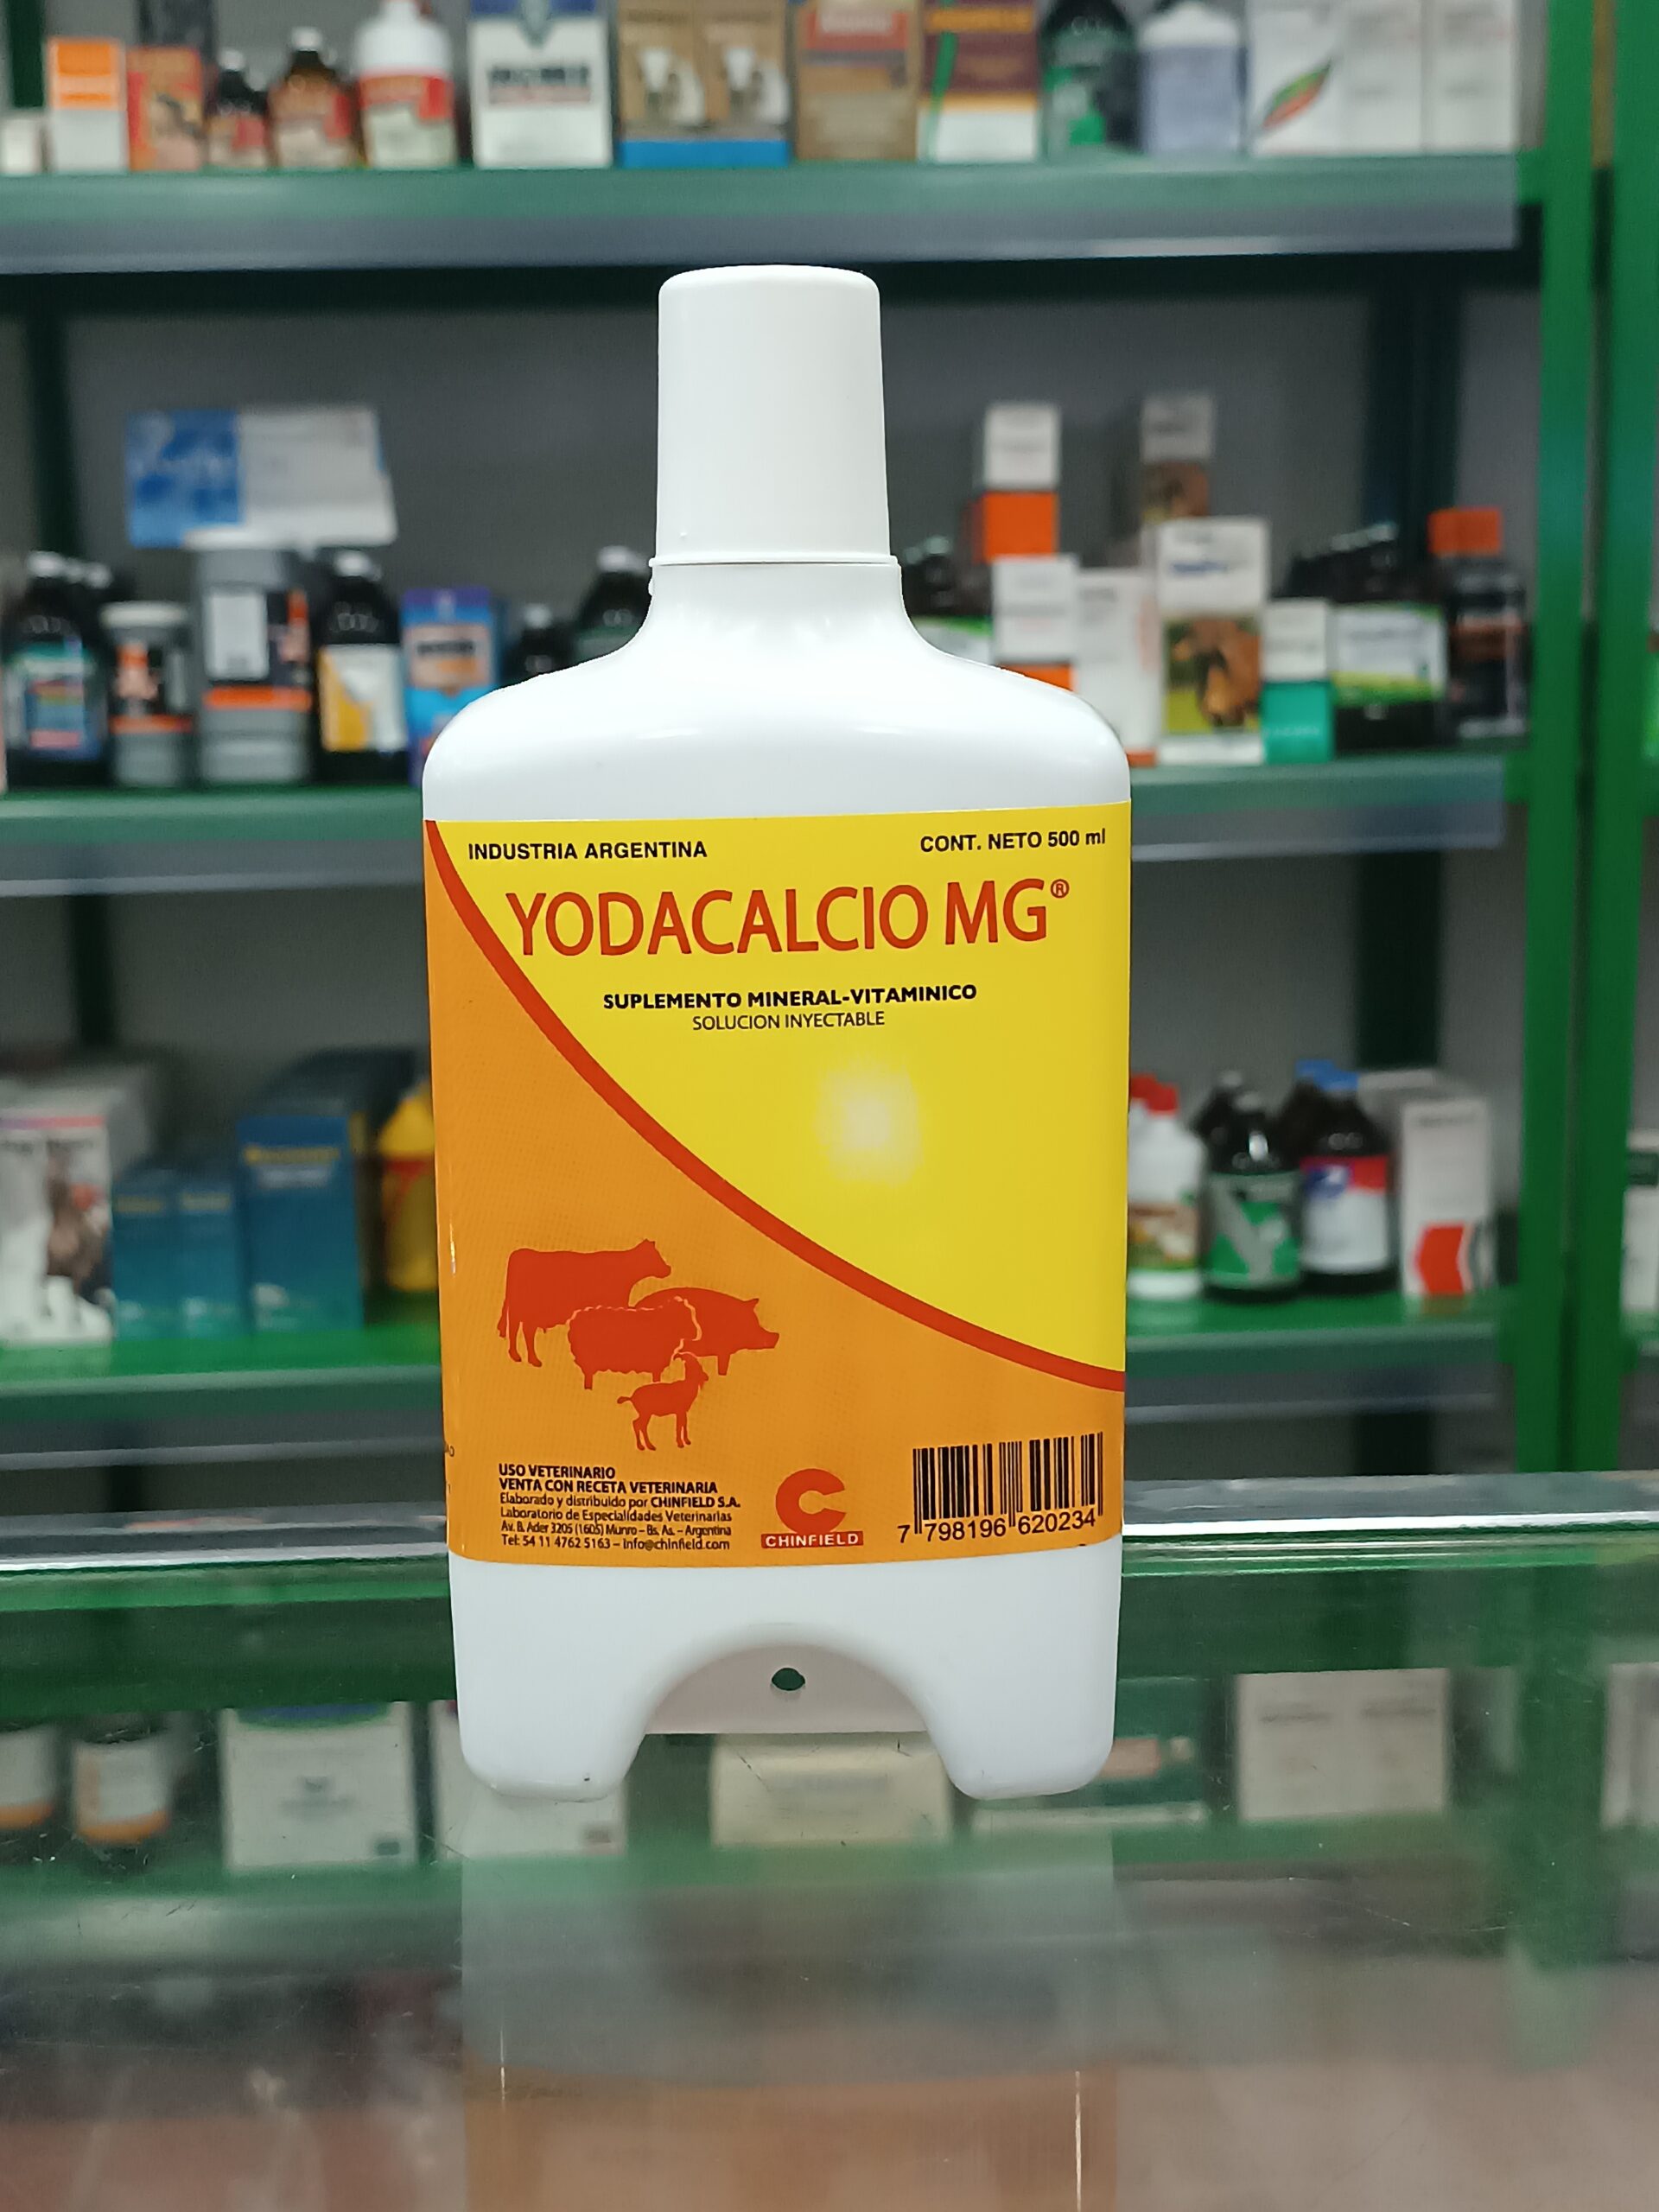 INDUSTRIA ARGENTINA
CONT. NETO 500 ml
YODACALCIO MG®
SUPLEMENTO MINERAL-VITAMINICO
SOLUCION INYECTABLE
USO VETERINARIO
VENTA CON RECETA VETERINARIA
Elaborado y distribuido por CHINFIELD S.A.
Laboratorio de Especialidades Veterinarias
Av. B. Ader 3205 (1605) Munro – Bs. As. – Argentina
Tel: 54 11 4762 5163 – info@chinfield.com
CHINFIELD
7 798196 620234